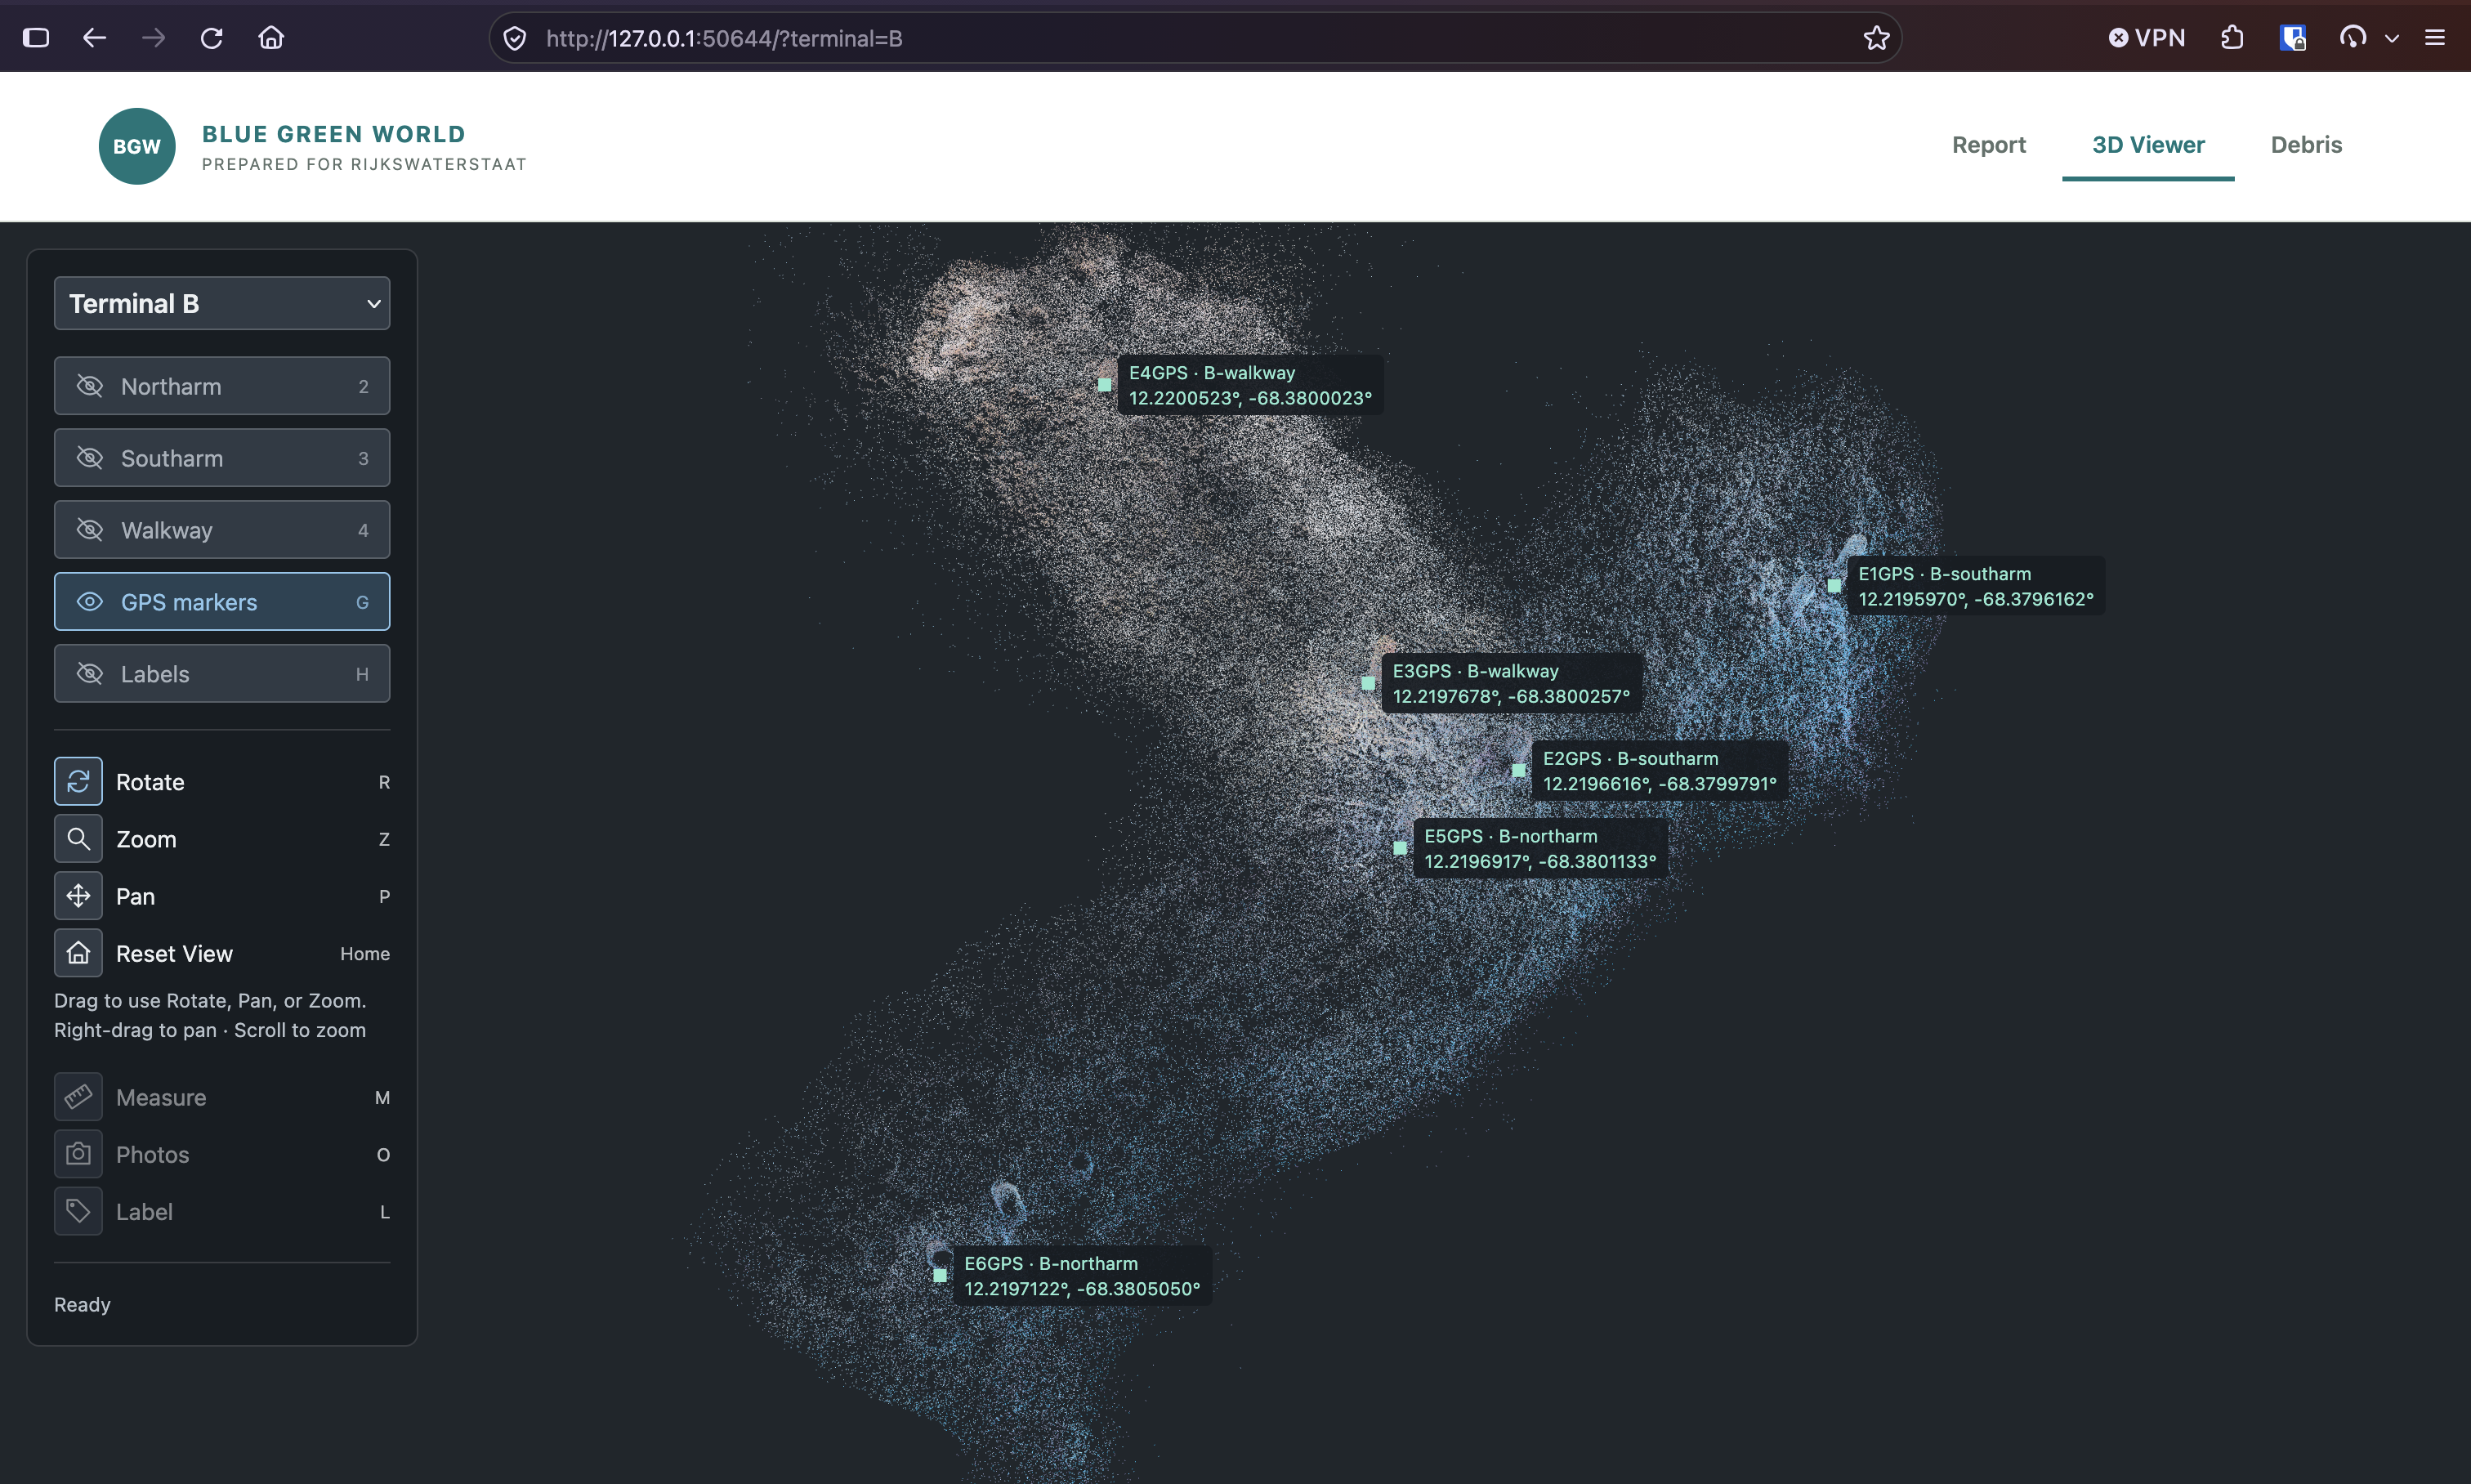 http://127.0.0.1:50644/?terminal=B
VPN
BGW
BLUE GREEN WORLD
PREPARED FOR RIJKSWATERSTAAT
Report
3D Viewer
Debris
Terminal B
Northarm 2
Southarm 3
Walkway 4
GPS markers G
Labels H
Rotate R
Zoom Z
Pan P
Reset View Home
Drag to use Rotate, Pan, or Zoom.
Right-drag to pan · Scroll to zoom
Measure M
Photos O
Label L
Ready
E4GPS · B-walkway
12.2200523°, -68.3800023°
E1GPS · B-southarm
12.2195970°, -68.3796162°
E3GPS · B-walkway
12.2197678°, -68.3800257°
E2GPS · B-southarm
12.2196616°, -68.3799791°
E5GPS · B-northarm
12.2196917°, -68.3801133°
E6GPS · B-northarm
12.2197122°, -68.3805050°